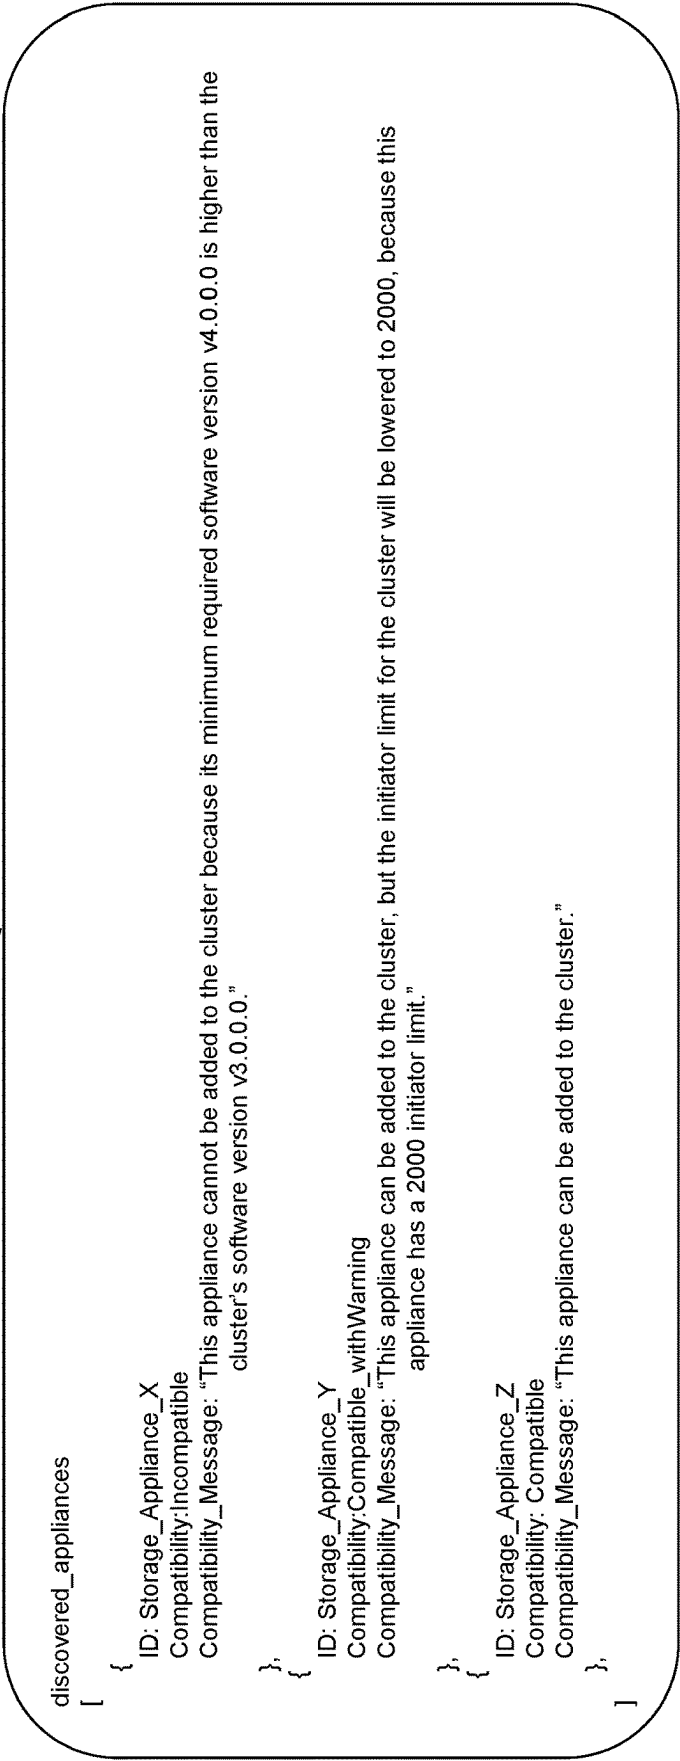 discovered_appliances
[
{
ID: Storage_Appliance_X
Compatibility:Incompatible
Compatibility_Message: “This appliance cannot be added to the cluster because its minimum required software version v4.0.0.0 is higher than the
cluster’s software version v3.0.0.0.”
},
{
ID: Storage_Appliance_Y
Compatibility:Compatible_withWarning
Compatibility_Message: “This appliance can be added to the cluster, but the initiator limit for the cluster will be lowered to 2000, because this
appliance has a 2000 initiator limit.”
},
{
ID: Storage_Appliance_Z
Compatibility: Compatible
Compatibility_Message: “This appliance can be added to the cluster.”
},
]